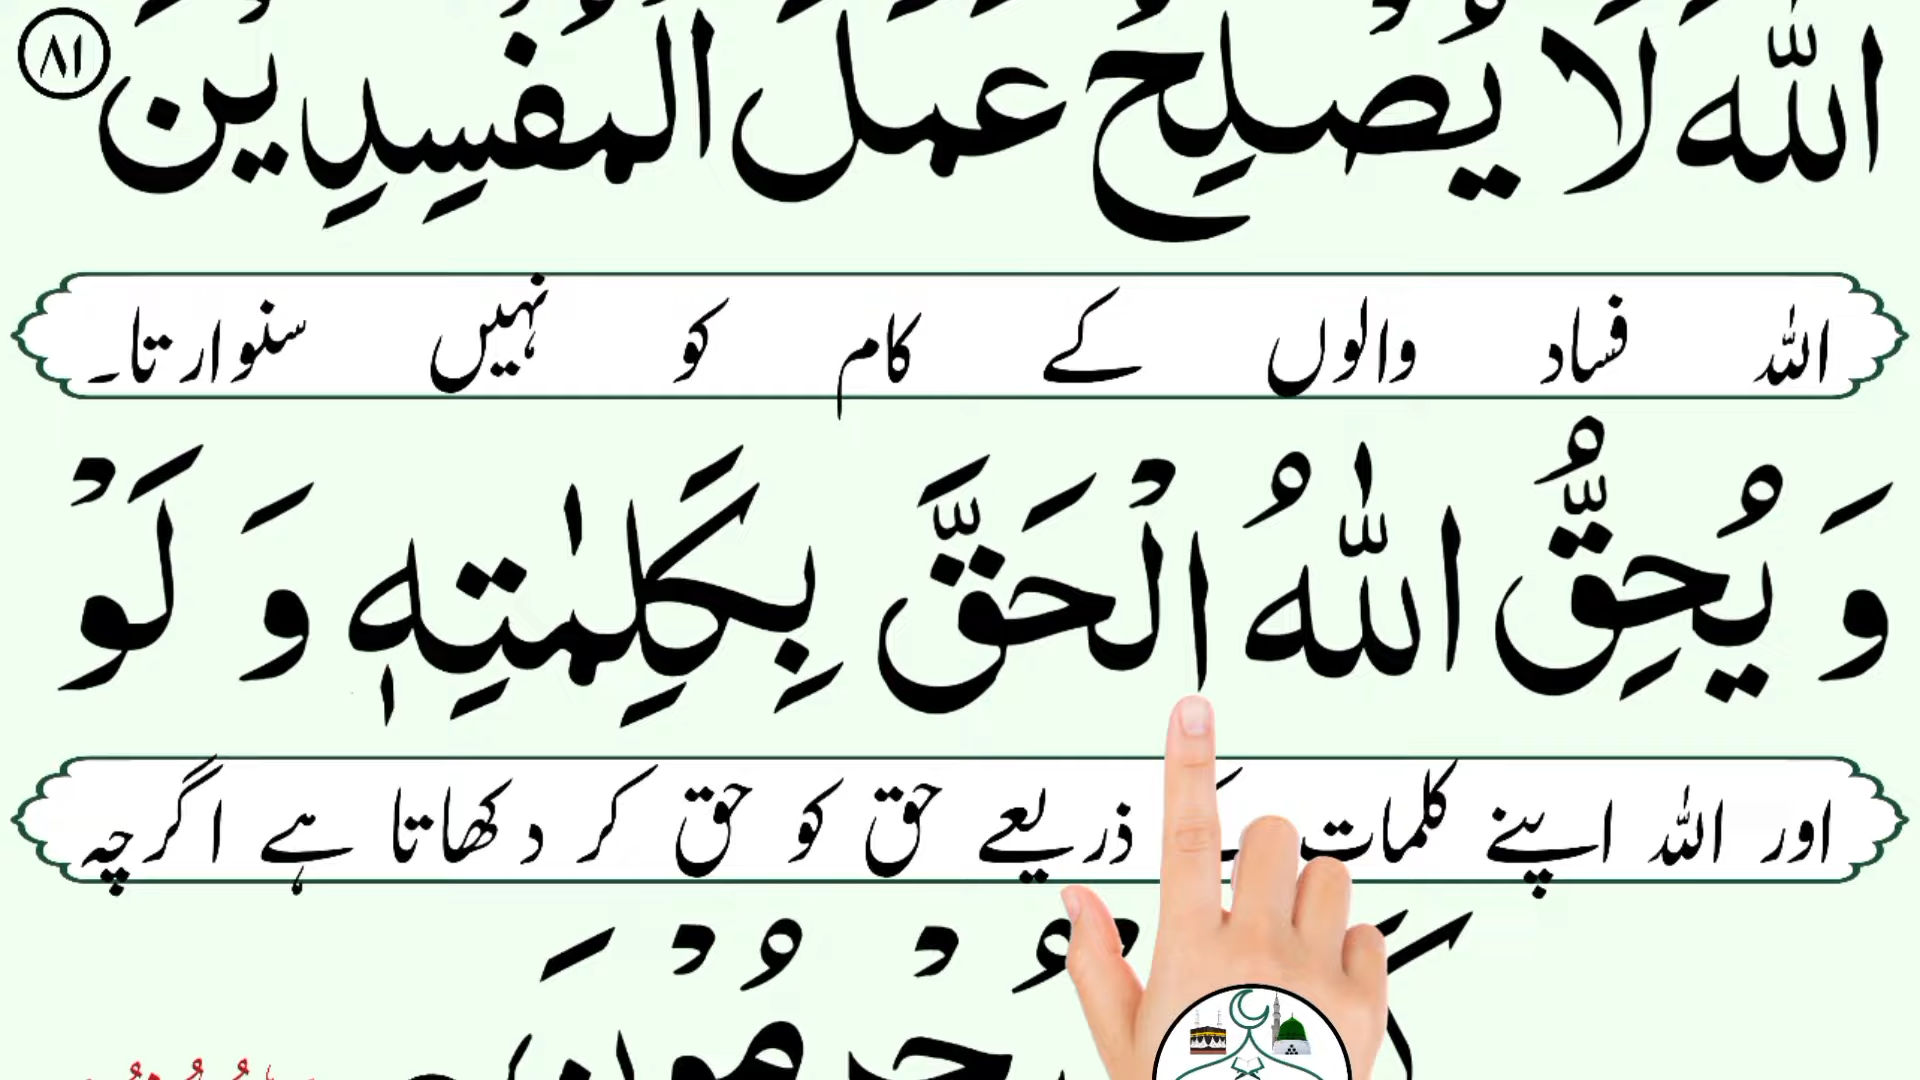 اللّٰهَ لَا یُصْلِحُ عَمَلَ الْمُفْسِدِیْنَ ۸۱
اللہ فساد والوں کے کام کو نہیں سنوارتا۔
وَ یُحِقُّ اللّٰهُ الْحَقَّ بِكَلِمٰتِهٖ وَ لَوْ
اور اللہ اپنے کلمات کے ذریعے حق کو حق کر دکھاتا ہے اگرچہ